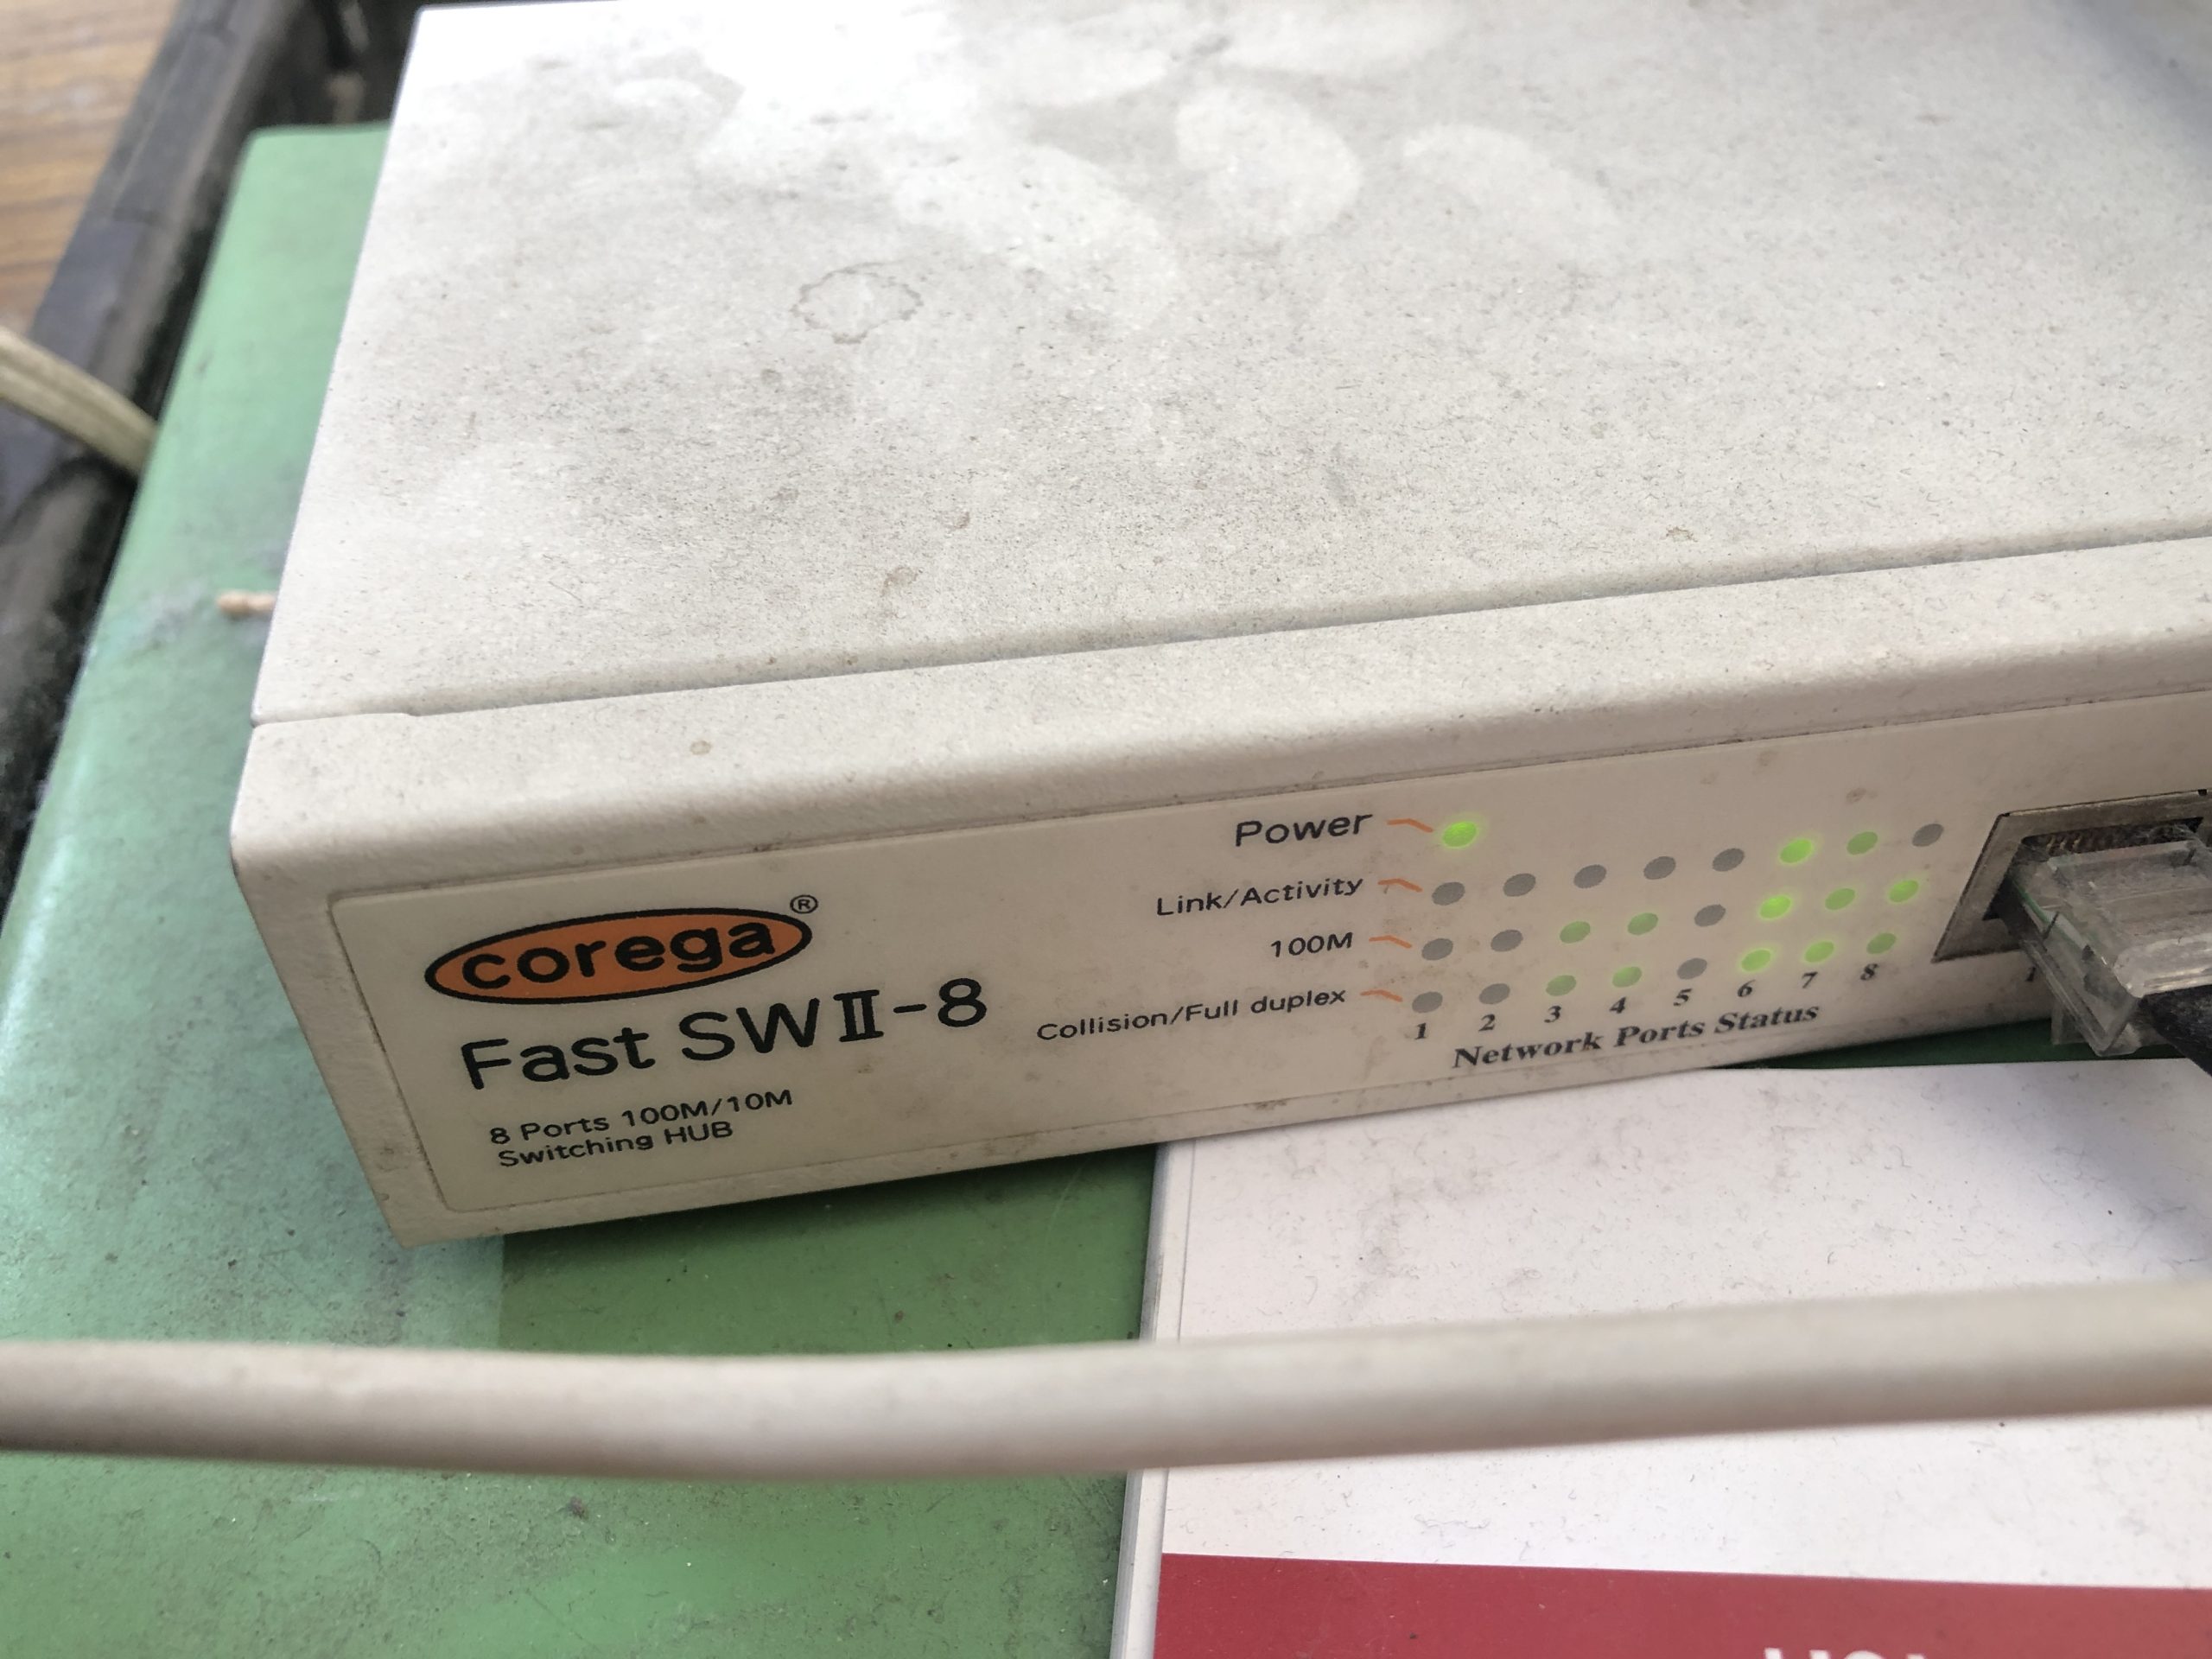 corega®
Fast SWⅡ-8
8 Ports 100M/10M
Switching HUB
Power
Link/Activity
100M
Collision/Full duplex
1 2 3 4 5 6 7 8
Network Ports Status
1